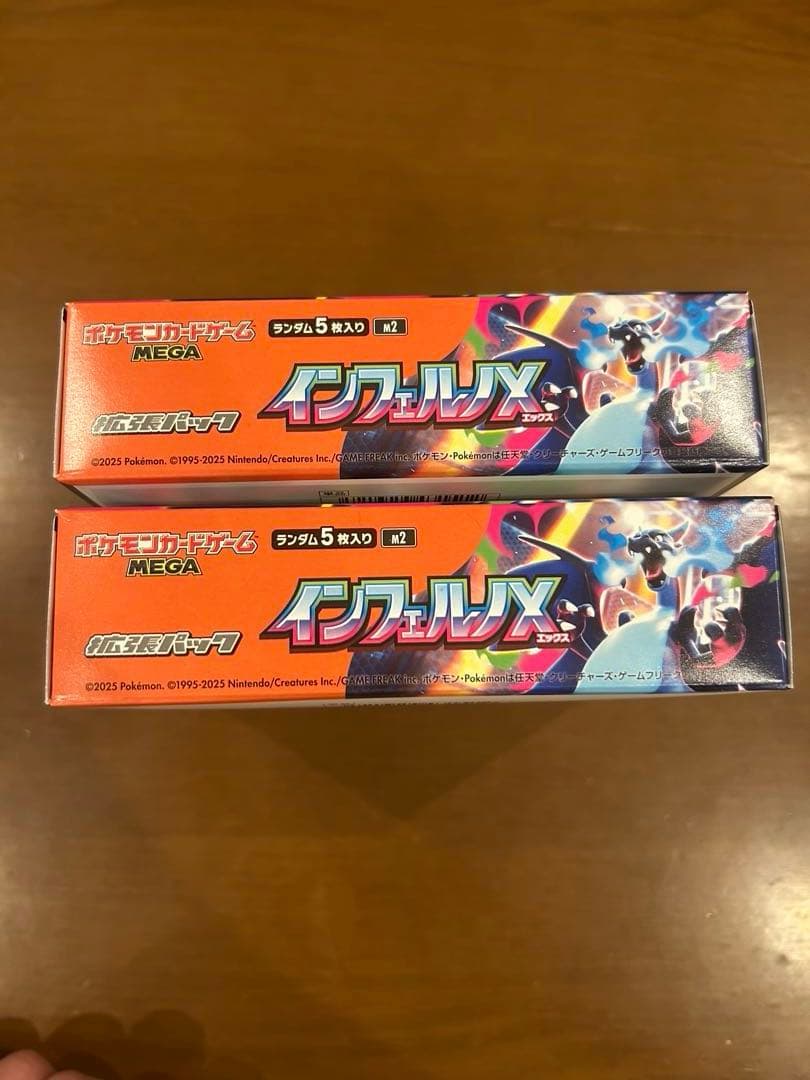 ポケモンカードゲーム
MEGA
ランダム5枚入り M2
インフェルノX
エックス
拡張パック
©2025 Pokémon. ©1995-2025 Nintendo/Creatures Inc./GAME FREAK inc. ポケモン・Pokémonは任天堂・クリーチャーズ・ゲームフリークの
ポケモンカードゲーム
MEGA
ランダム5枚入り M2
インフェルノX
エックス
拡張パック
©2025 Pokémon. ©1995-2025 Nintendo/Creatures Inc./GAME FREAK inc. ポケモン・Pokémonは任天堂・クリーチャーズ・ゲームフリーク